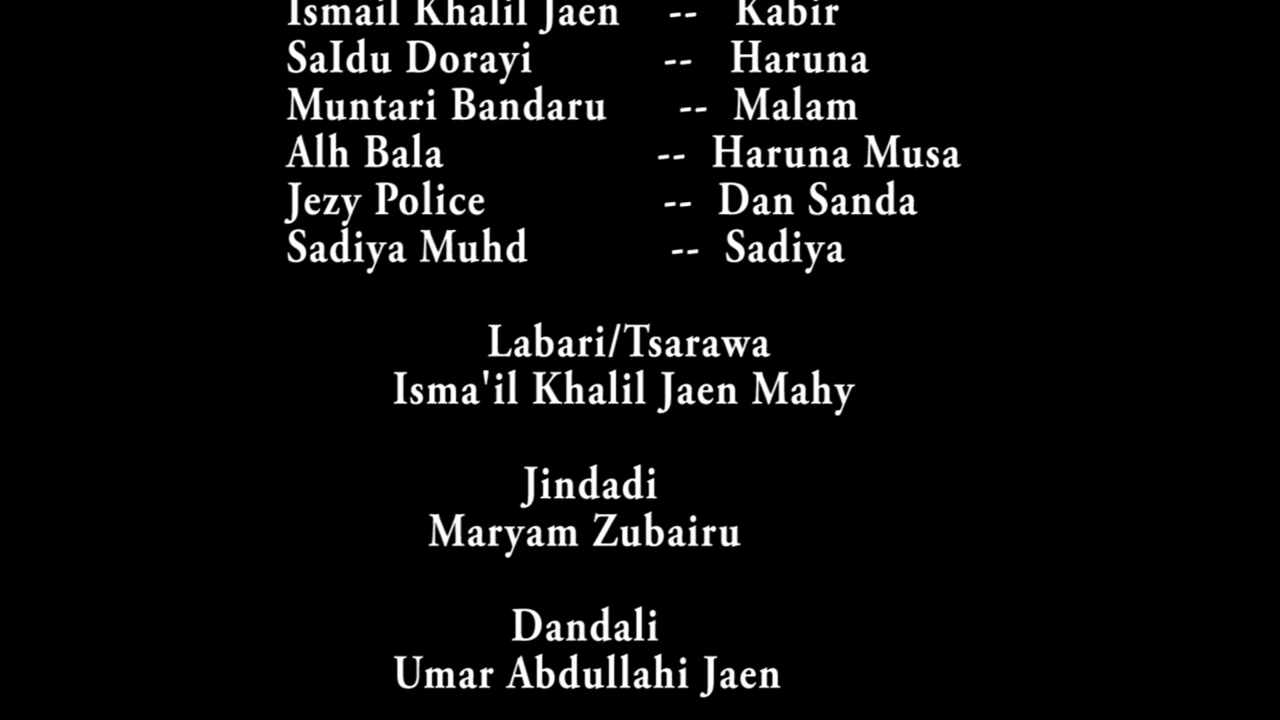 Ismail Khalil Jaen -- Kabir
SaIdu Dorayi -- Haruna
Muntari Bandaru -- Malam
Alh Bala -- Haruna Musa
Jezy Police -- Dan Sanda
Sadiya Muhd -- Sadiya
Labari/Tsarawa
Isma'il Khalil Jaen Mahy
Jindadi
Maryam Zubairu
Dandali
Umar Abdullahi Jaen